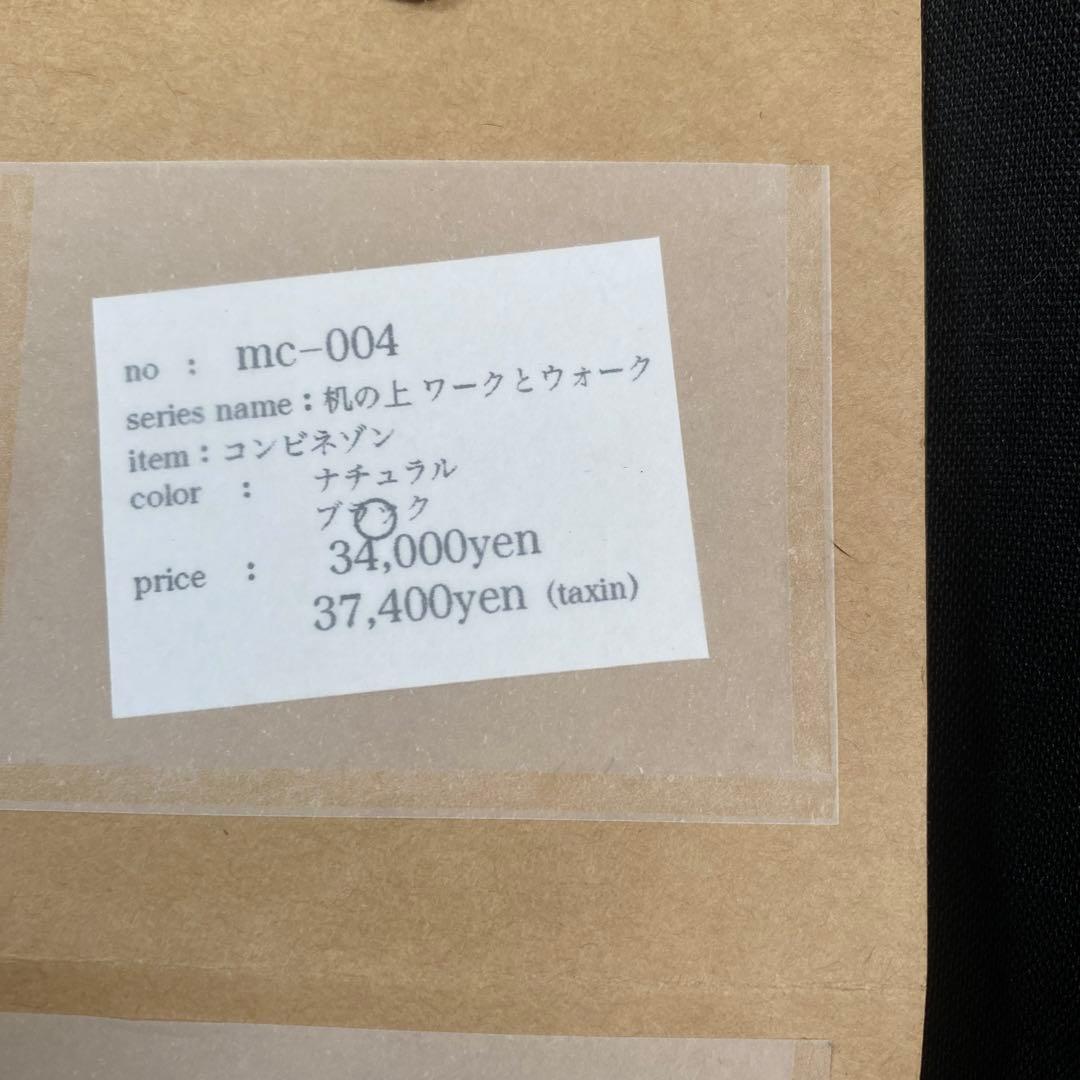 no : mc-004
series name:机の上 ワークとウォーク
item:コンビネゾン
color : ナチュラル
ブラック
price : 34,000yen
37,400yen (taxin)